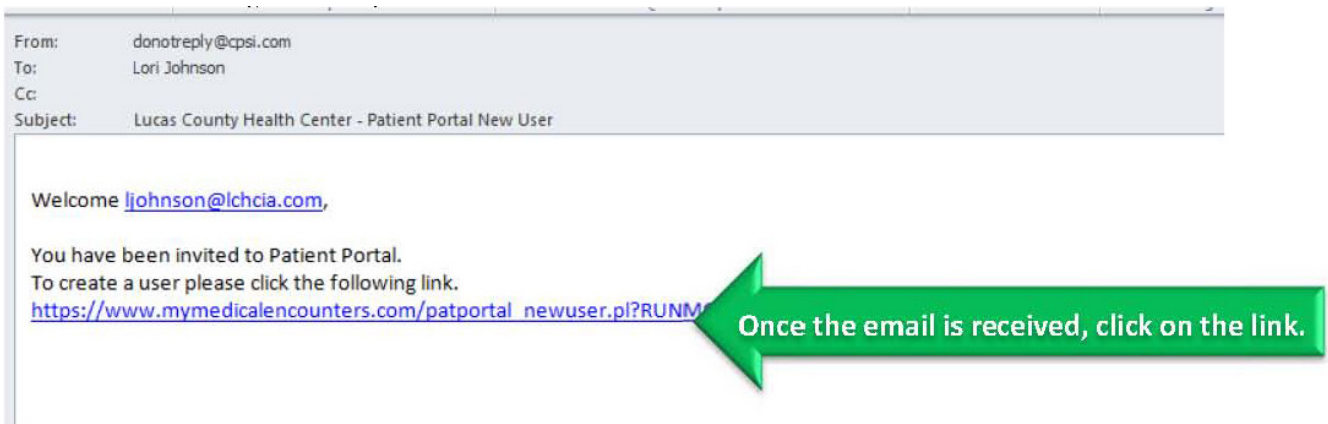 From: donotreply@cpsi.com
To: Lori Johnson
Cc:
Subject: Lucas County Health Center - Patient Portal New User
Welcome ljohnson@lchcia.com,
You have been invited to Patient Portal.
To create a user please click the following link.
https://www.mymedicalencounters.com/patportal_newuser.pl?RUNM
Once the email is received, click on the link.